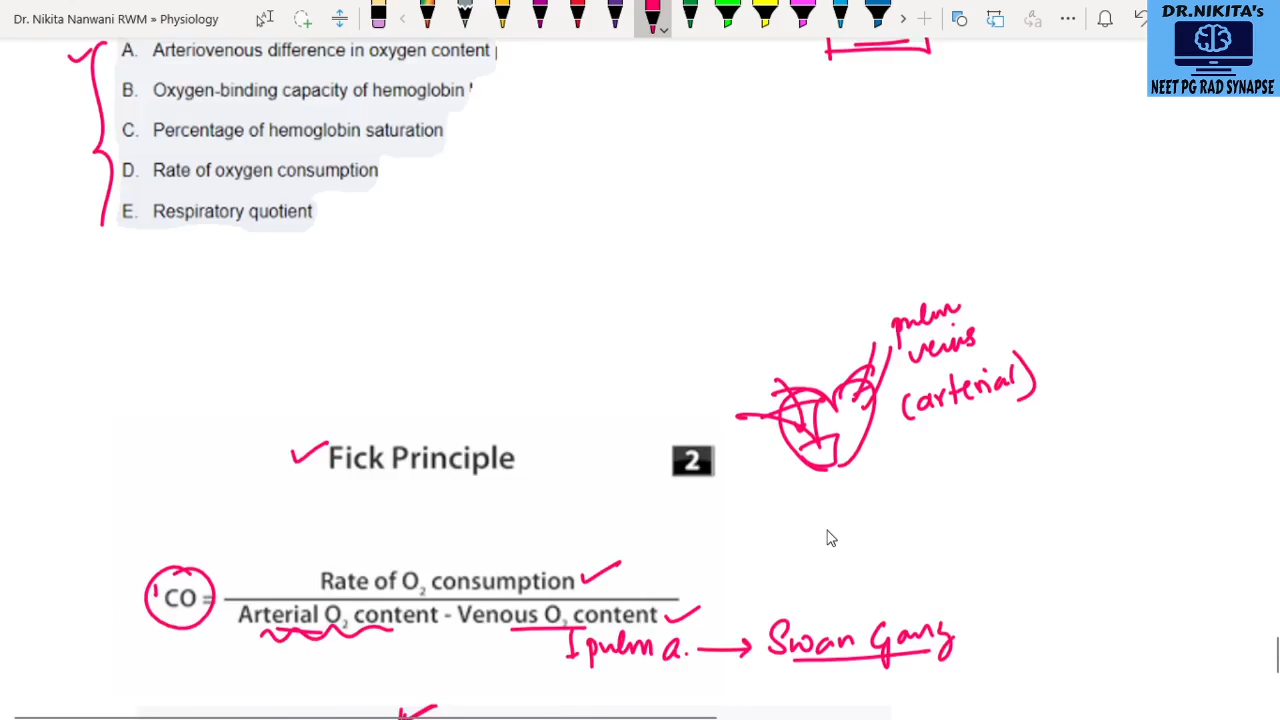 Dr. Nikita Nanwani RWM » Physiology
DR.NIKITA's
NEET PG RAD SYNAPSE
A. Arteriovenous difference in oxygen content
B. Oxygen-binding capacity of hemoglobin
C. Percentage of hemoglobin saturation
D. Rate of oxygen consumption
E. Respiratory quotient
pulm
veins
(arterial)
Fick Principle 2
CO = Rate of O₂ consumption
Arterial O₂ content - Venous O₂ content
pulm a. → Swan Ganz